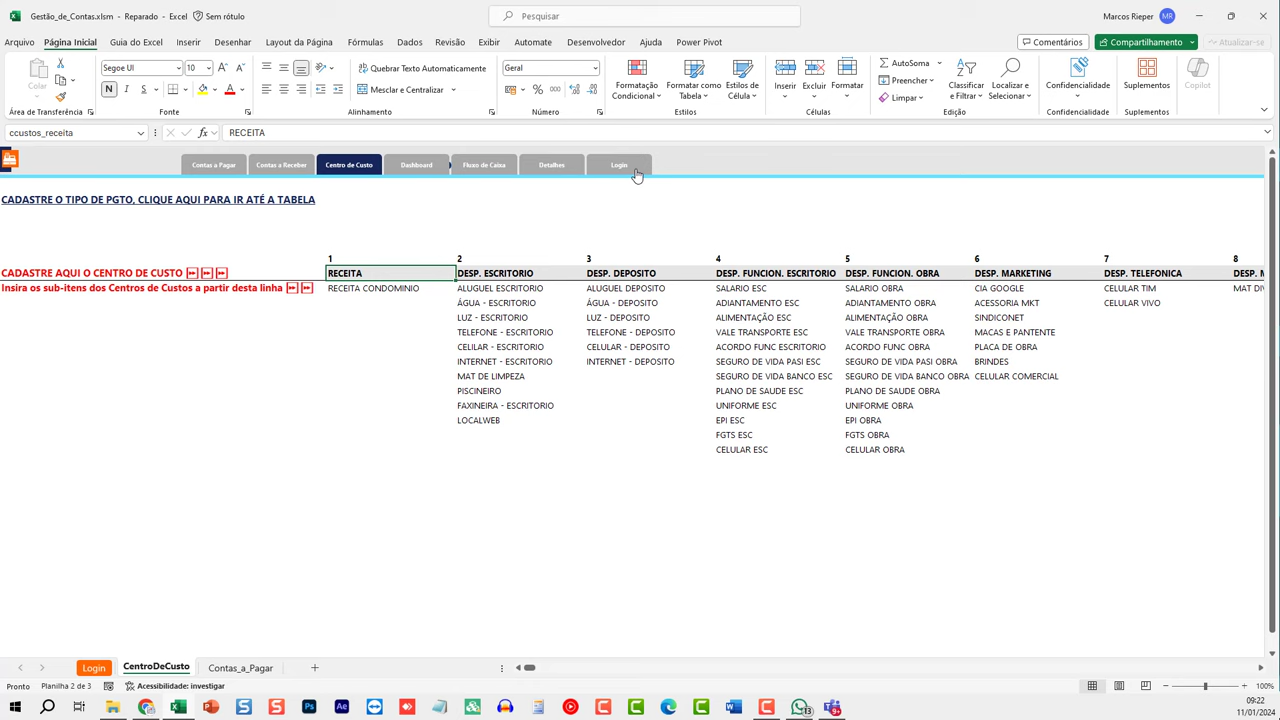 Gestão_de_Contas.xlsm - Reparado - Excel Sem rótulo Pesquisar Marcos Rieper MR
Arquivo Página Inicial Guia do Excel Inserir Desenhar Layout da Página Fórmulas Dados Revisão Exibir Automate Desenvolvedor Ajuda Power Pivot Comentários Compartilhamento Atualizar-se
Colar Segoe UI 10 Quebrar Texto Automaticamente Geral Formatação Condicional Formatar como Tabela Estilos de Célula Inserir Excluir Formatar AutoSoma Preencher Limpar Classificar e Filtrar Localizar e Selecionar Confidencialidade Suplementos Copilot
N I S Mesclar e Centralizar % 000
Área de Transferência Fonte Alinhamento Número Estilos Células Edição Confidencialidade Suplementos
ccustos_receita fx RECEITA
Contas a Pagar Contas a Receber Centro de Custo Dashboard Fluxo de Caixa Detalhes Login
CADASTRE O TIPO DE PGTO, CLIQUE AQUI PARA IR ATÉ A TABELA
1 2 3 4 5 6 7 8
CADASTRE AQUI O CENTRO DE CUSTO RECEITA DESP. ESCRITORIO DESP. DEPOSITO DESP. FUNCION. ESCRITORIO DESP. FUNCION. OBRA DESP. MARKETING DESP. TELEFONICA DESP. M
Insira os sub-itens dos Centros de Custos a partir desta linha RECEITA CONDOMINIO ALUGUEL ESCRITORIO ALUGUEL DEPOSITO SALARIO ESC SALARIO OBRA CIA GOOGLE CELULAR TIM MAT DIV
ÁGUA - ESCRITORIO ÁGUA - DEPOSITO ADIANTAMENTO ESC ADIANTAMENTO OBRA ACESSORIA MKT CELULAR VIVO
LUZ - ESCRITORIO LUZ - DEPOSITO ALIMENTAÇÃO ESC ALIMENTAÇÃO OBRA SINDICONET
TELEFONE - ESCRITORIO TELEFONE - DEPOSITO VALE TRANSPORTE ESC VALE TRANSPORTE OBRA MACAS E PANTENTE
CELILAR - ESCRITORIO CELULAR - DEPOSITO ACORDO FUNC ESCRITORIO ACORDO FUNC OBRA PLACA DE OBRA
INTERNET - ESCRITORIO INTERNET - DEPOSITO SEGURO DE VIDA PASI ESC SEGURO DE VIDA PASI OBRA BRINDES
MAT DE LIMPEZA SEGURO DE VIDA BANCO ESC SEGURO DE VIDA BANCO OBRA CELULAR COMERCIAL
PISCINEIRO PLANO DE SAUDE ESC PLANO DE SAUDE OBRA
FAXINEIRA - ESCRITORIO UNIFORME ESC UNIFORME OBRA
LOCALWEB EPI ESC EPI OBRA
FGTS ESC FGTS OBRA
CELULAR ESC CELULAR OBRA
Login CentroDeCusto Contas_a_Pagar
Pronto Planilha 2 de 3 Acessibilidade: investigar 100%
09:22
11/01/2024